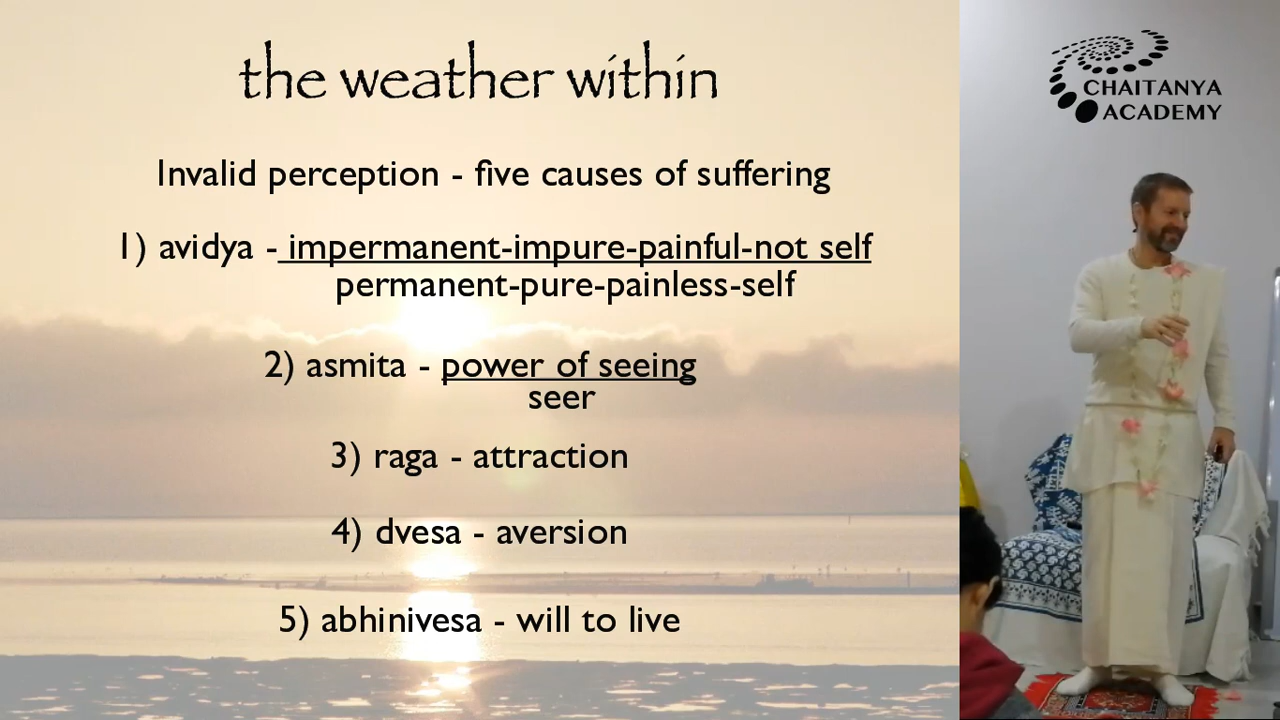 the weather within
Invalid perception - five causes of suffering
1) avidya - impermanent-impure-painful-not self
permanent-pure-painless-self
2) asmita - power of seeing
seer
3) raga - attraction
4) dvesa - aversion
5) abhinivesa - will to live
CHAITANYA
ACADEMY